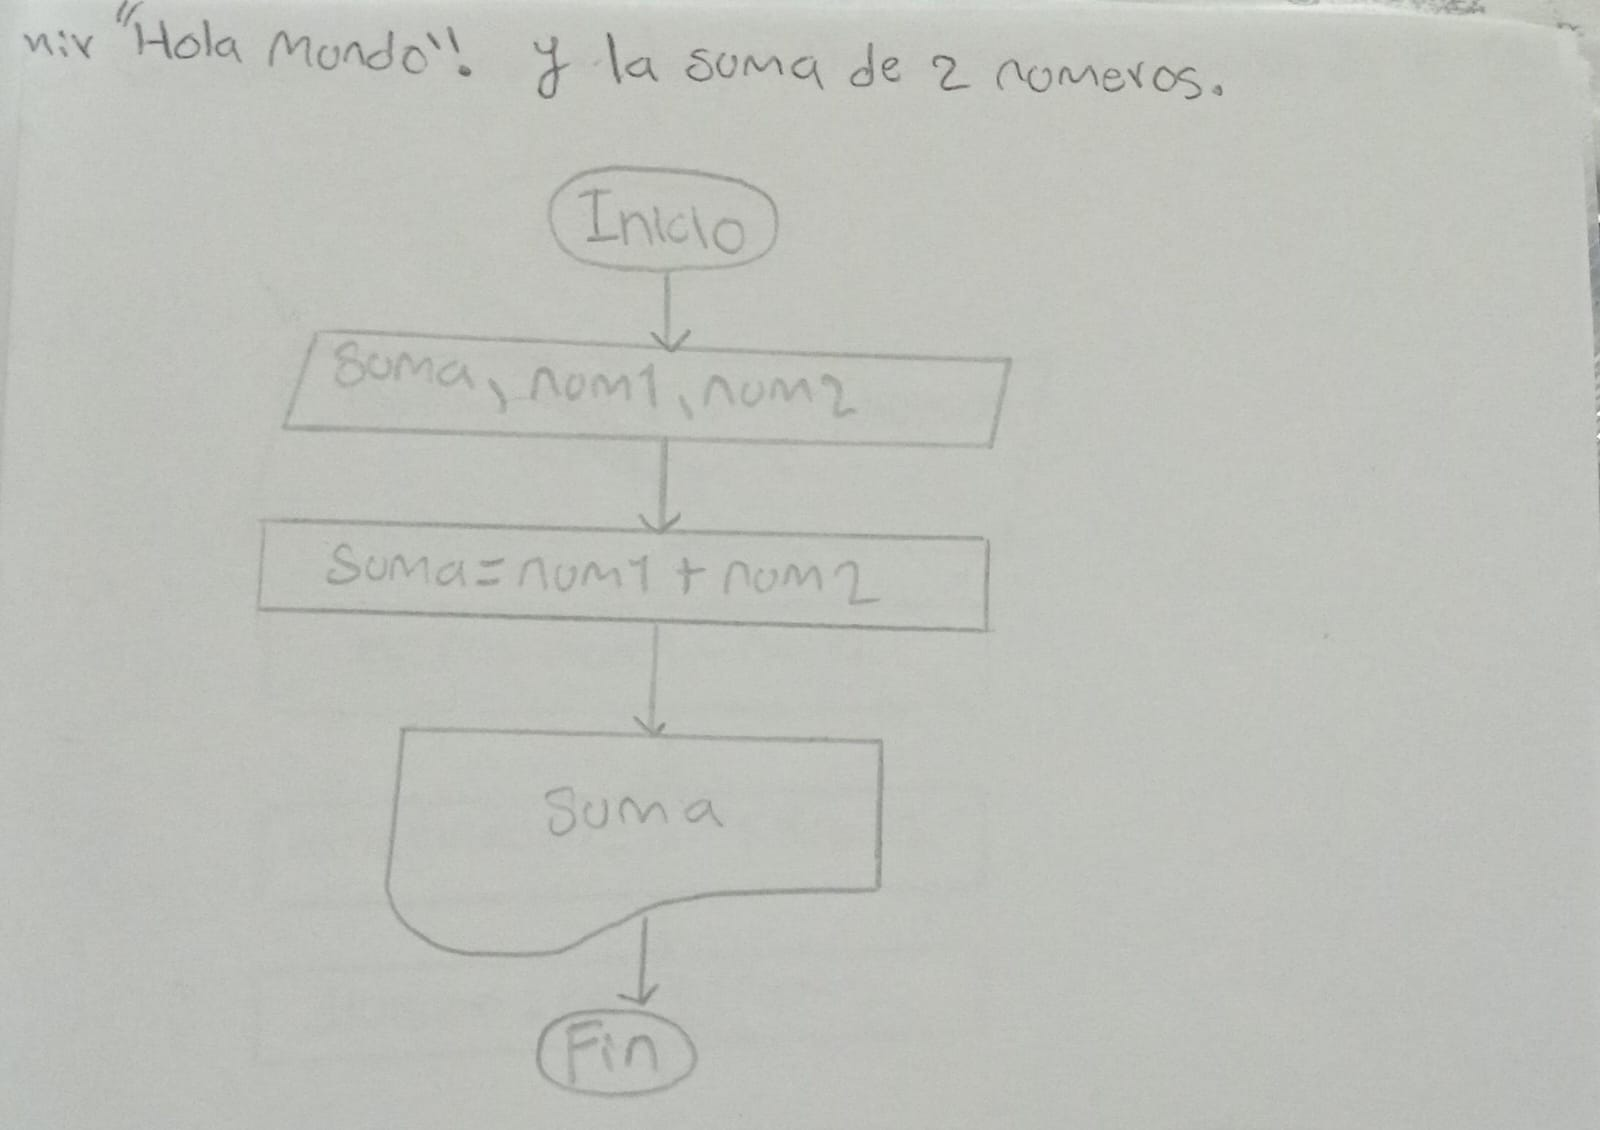 nir "Hola Mundo"! y la suma de 2 numeros.
Inicio
Suma, num1, num2
Suma=num1 + num2
Suma
Fin